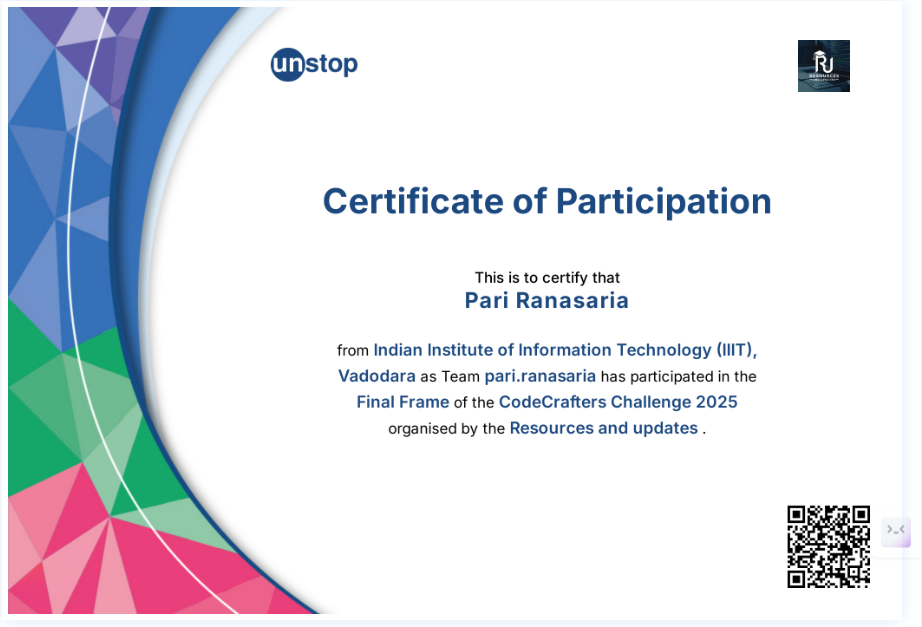 unstop
RU
RESOURCES
Certificate of Participation
This is to certify that
Pari Ranasaria
from Indian Institute of Information Technology (IIIT),
Vadodara as Team pari.ranasaria has participated in the
Final Frame of the CodeCrafters Challenge 2025
organised by the Resources and updates .